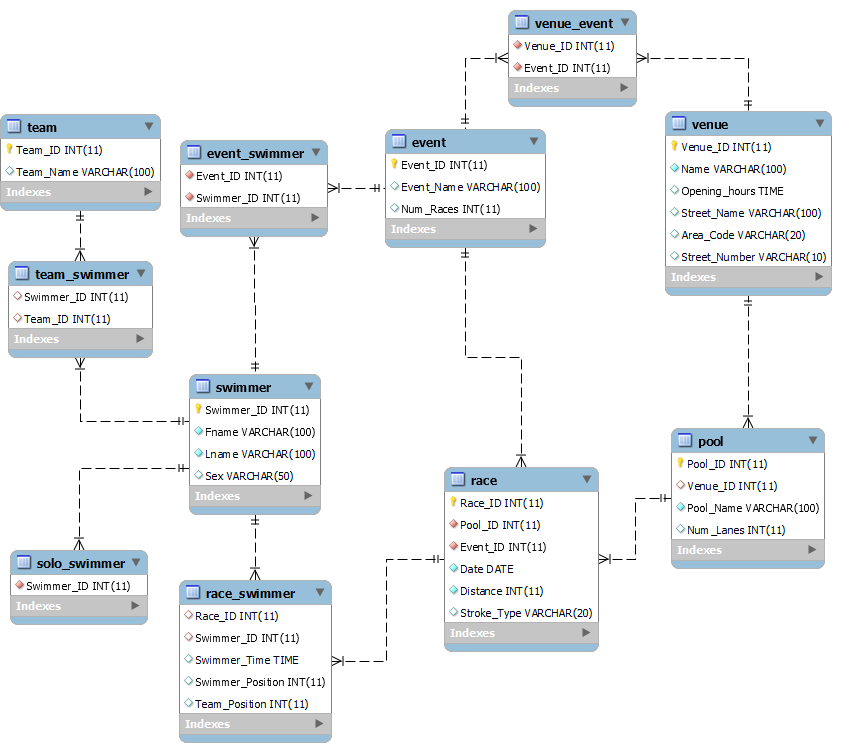 venue_event
Venue_ID INT(11)
Event_ID INT(11)
Indexes
team
Team_ID INT(11)
Team_Name VARCHAR(100)
Indexes
event_swimmer
Event_ID INT(11)
Swimmer_ID INT(11)
Indexes
event
Event_ID INT(11)
Event_Name VARCHAR(100)
Num_Races INT(11)
Indexes
venue
Venue_ID INT(11)
Name VARCHAR(100)
Opening_hours TIME
Street_Name VARCHAR(100)
Area_Code VARCHAR(20)
Street_Number VARCHAR(10)
Indexes
team_swimmer
Swimmer_ID INT(11)
Team_ID INT(11)
Indexes
swimmer
Swimmer_ID INT(11)
Fname VARCHAR(100)
Lname VARCHAR(100)
Sex VARCHAR(50)
Indexes
pool
Pool_ID INT(11)
Venue_ID INT(11)
Pool_Name VARCHAR(100)
Num_Lanes INT(11)
Indexes
race
Race_ID INT(11)
Pool_ID INT(11)
Event_ID INT(11)
Date DATE
Distance INT(11)
Stroke_Type VARCHAR(20)
Indexes
solo_swimmer
Swimmer_ID INT(11)
Indexes
race_swimmer
Race_ID INT(11)
Swimmer_ID INT(11)
Swimmer_Time TIME
Swimmer_Position INT(11)
Team_Position INT(11)
Indexes